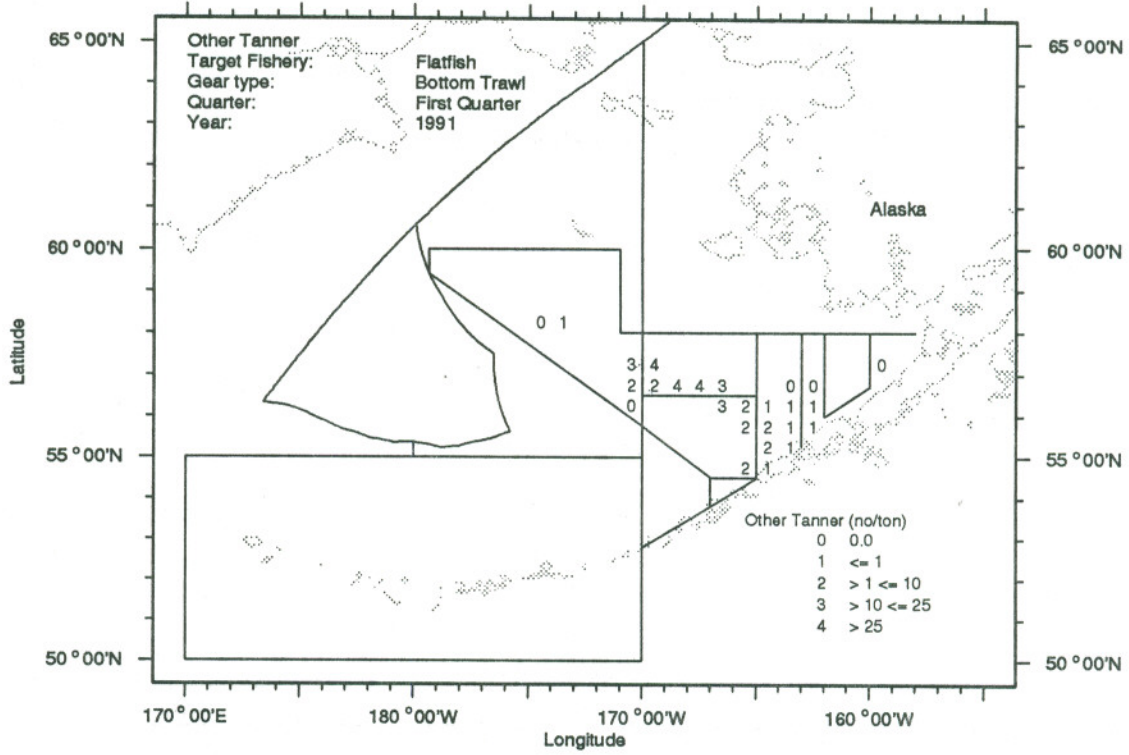 65°00'N
65°00'N
Other Tanner
Target Fishery: Flatfish
Gear type: Bottom Trawl
Quarter: First Quarter
Year: 1991
Alaska
60°00'N
60°00'N
Latitude
0 1
3 4 0
2 2 4 4 3 0 0
0 3 2 1 1 1
2 2 1 1
2 1
2 1
55°00'N
55°00'N
Other Tanner (no/ton)
0 0.0
1 <= 1
2 > 1 <= 10
3 > 10 <= 25
4 > 25
50°00'N
50°00'N
170°00'E 180°00'W 170°00'W 160°00'W
Longitude